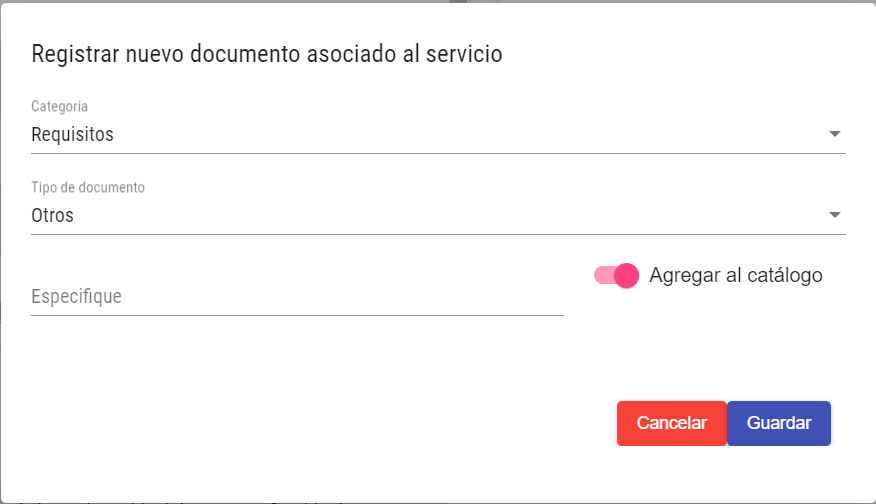 Registrar nuevo documento asociado al servicio
Categoria
Requisitos
Tipo de documento
Otros
Especifique
Agregar al catálogo
Cancelar
Guardar